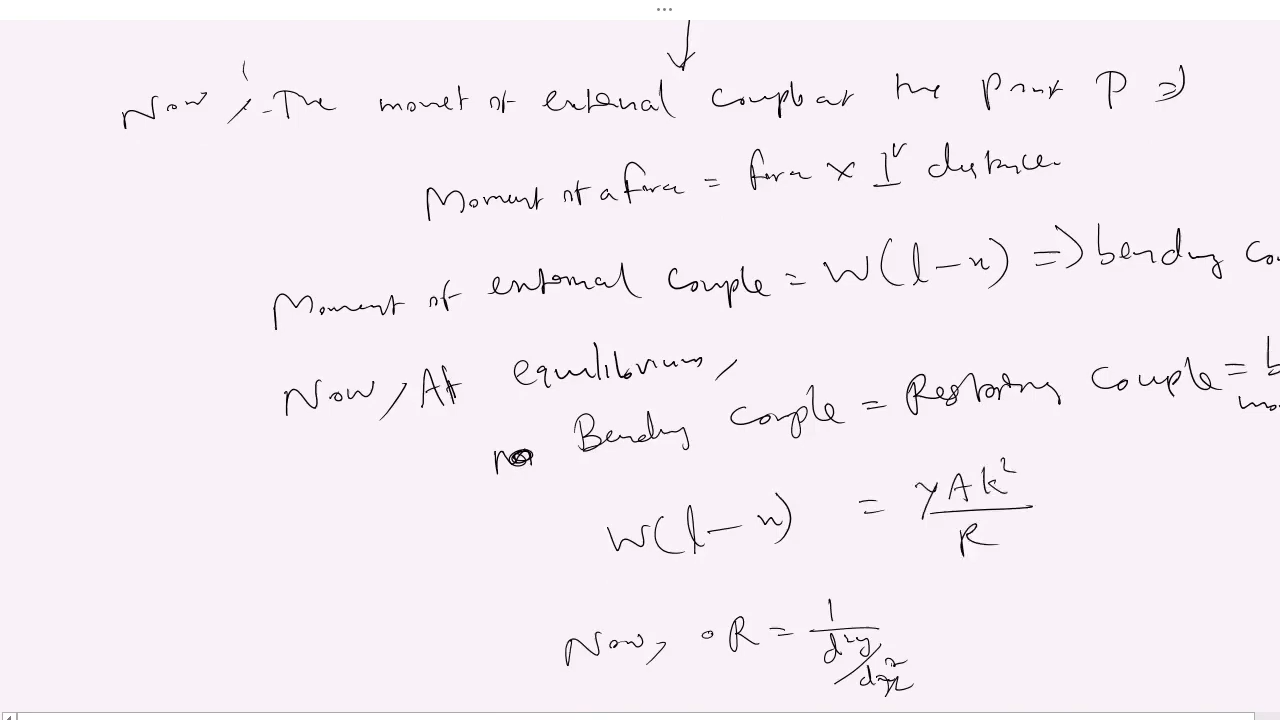 Now, The moment of external couple at the point P ⇒
Moment of a force = force × ⊥r distance.
Moment of external couple = W(l-x) ⇒ bending co
Now, At equilibrium,
Bending couple = Restoring couple = b
mo
W(l-x) = YAk²/R
Now, R = 1/(d²y/dx²)